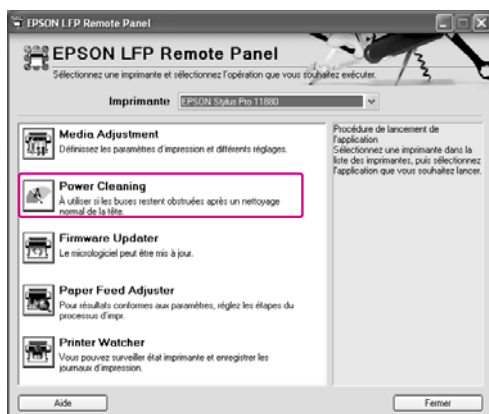 EPSON LFP Remote Panel
EPSON LFP Remote Panel
Sélectionnez une imprimante et sélectionnez l'opération que vous souhaitez exécuter.
Imprimante
EPSON Stylus Pro 11880
Media Adjustment
Définissez les paramètres d'impression et différents réglages.
Power Cleaning
À utiliser si les buses restent obstruées après un nettoyage
normal de la tête.
Firmware Updater
Le micrologiciel peut être mis à jour.
Paper Feed Adjuster
Pour résultats conformes aux paramètres, réglez les étapes du
processus d'impr.
Printer Watcher
Vous pouvez surveiller état imprimante et enregistrer les
journaux d'impression.
Procédure de lancement de
l'application
Sélectionnez une imprimante dans la
liste des imprimantes, puis sélectionnez
l'application que vous souhaitez lancer.
Aide
Fermer